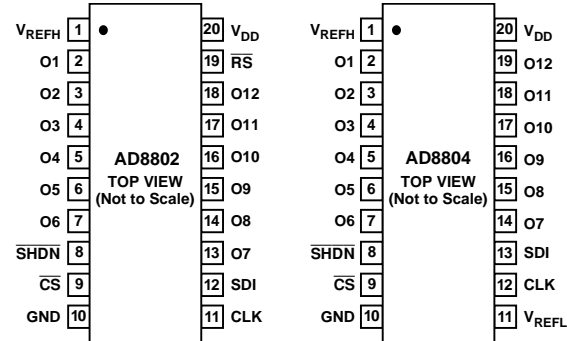 VREFH 1 20 VDD
O1 2 19 RS
O2 3 18 O12
O3 4 17 O11
O4 5 16 O10
O5 6 15 O9
O6 7 14 O8
SHDN 8 13 O7
CS 9 12 SDI
GND 10 11 CLK
AD8802
TOP VIEW
(Not to Scale)
VREFH 1 20 VDD
O1 2 19 O12
O2 3 18 O11
O3 4 17 O10
O4 5 16 O9
O5 6 15 O8
O6 7 14 O7
SHDN 8 13 SDI
CS 9 12 CLK
GND 10 11 VREFL
AD8804
TOP VIEW
(Not to Scale)